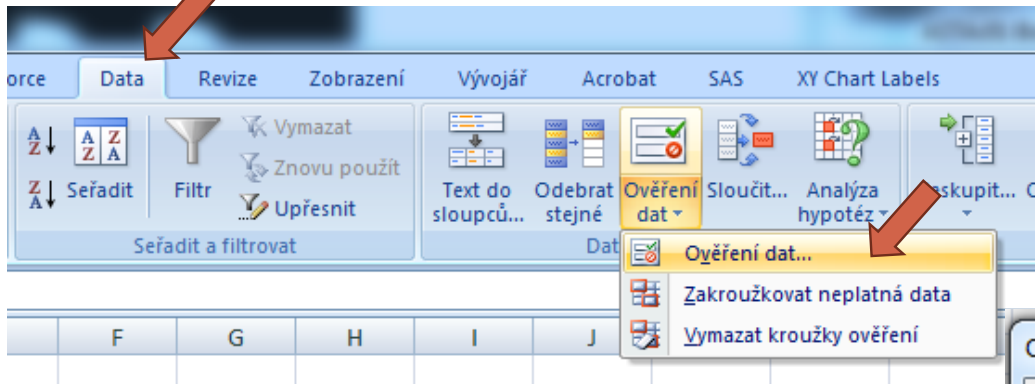 Data Revize Zobrazení Vývojář Acrobat SAS XY Chart Labels
Vymazat
Znovu použít
Upřesnit
Seřadit
Filtr
Text do
sloupců...
Odebrat
stejné
Ověření
dat
Sloučit...
Analýza
hypotéz
Seřadit a filtrovat
Dat
Ověření dat...
Zakroužkovat neplatná data
Vymazat kroužky ověření
F G H I J